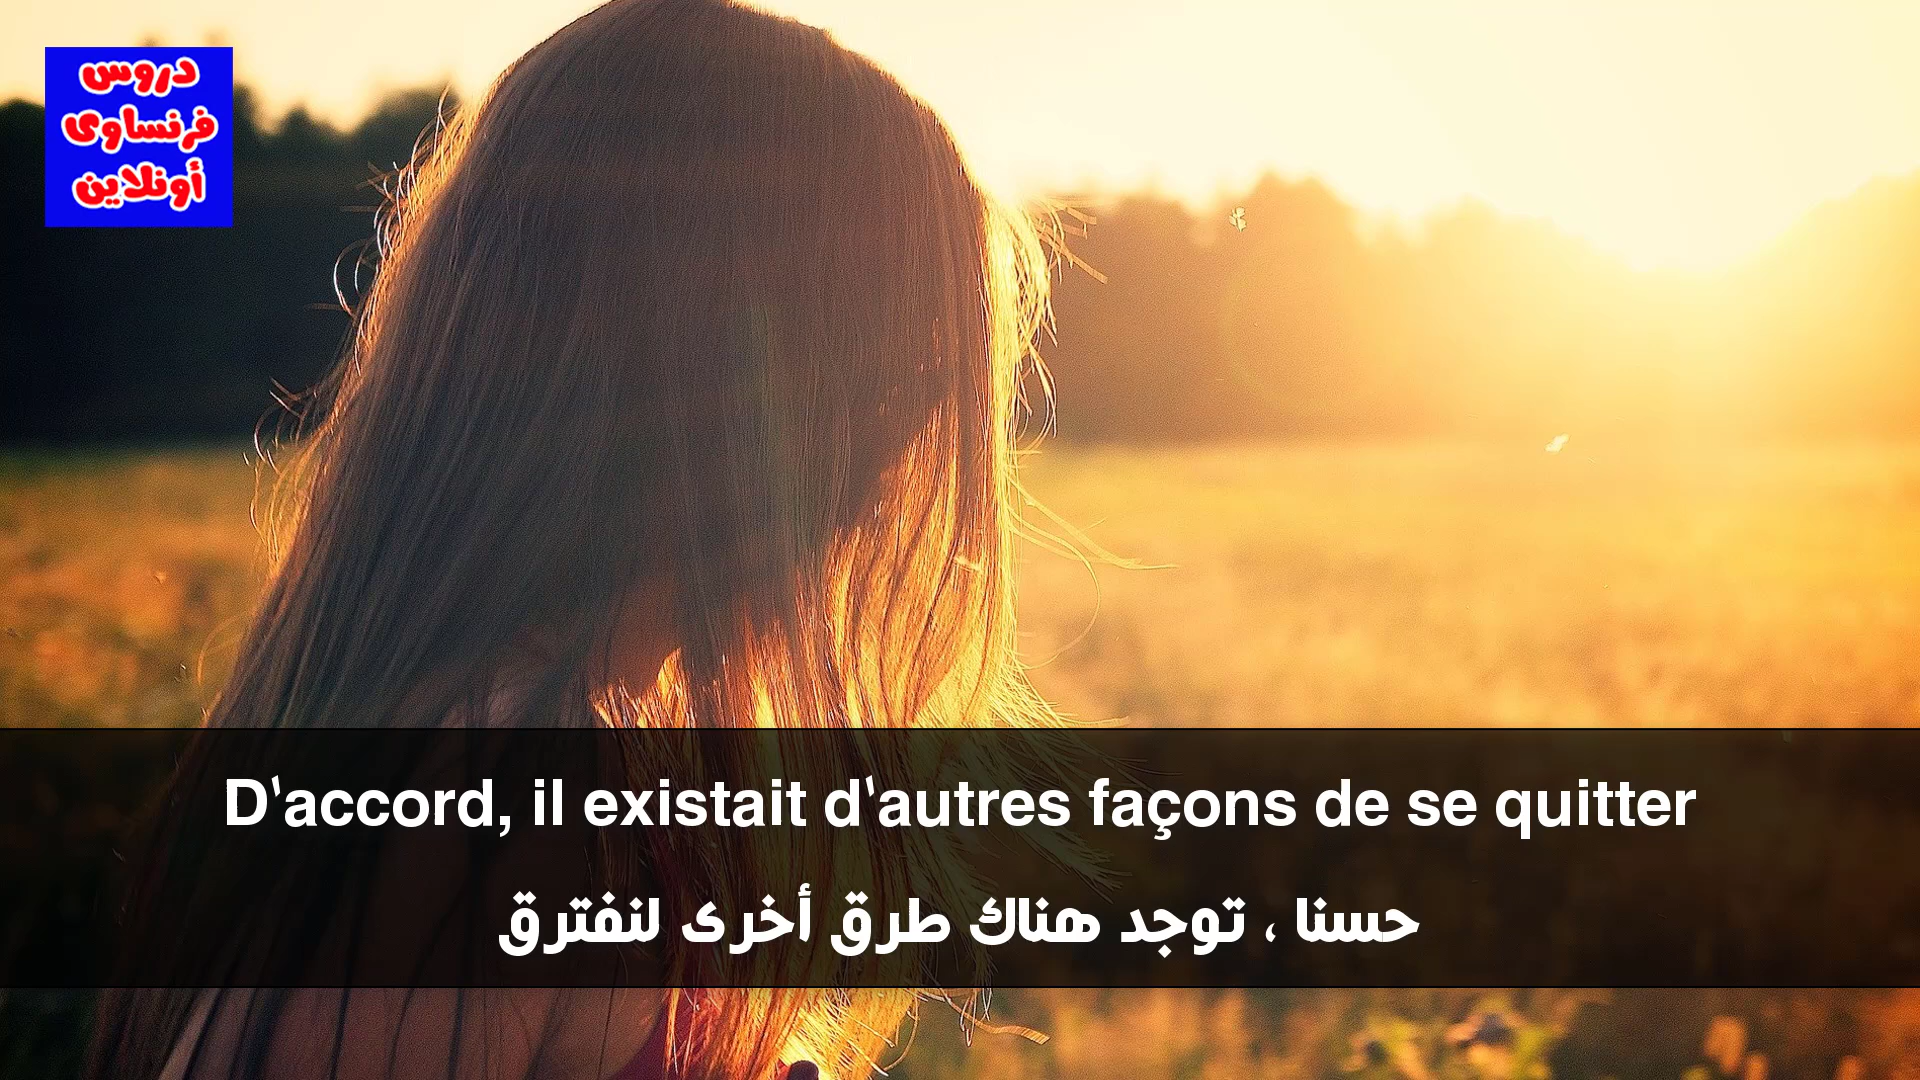 دروس
فرنساوى
أونلاين
D'accord, il existait d'autres façons de se quitter
حسنا ، توجد هناك طرق أخرى لنفترق